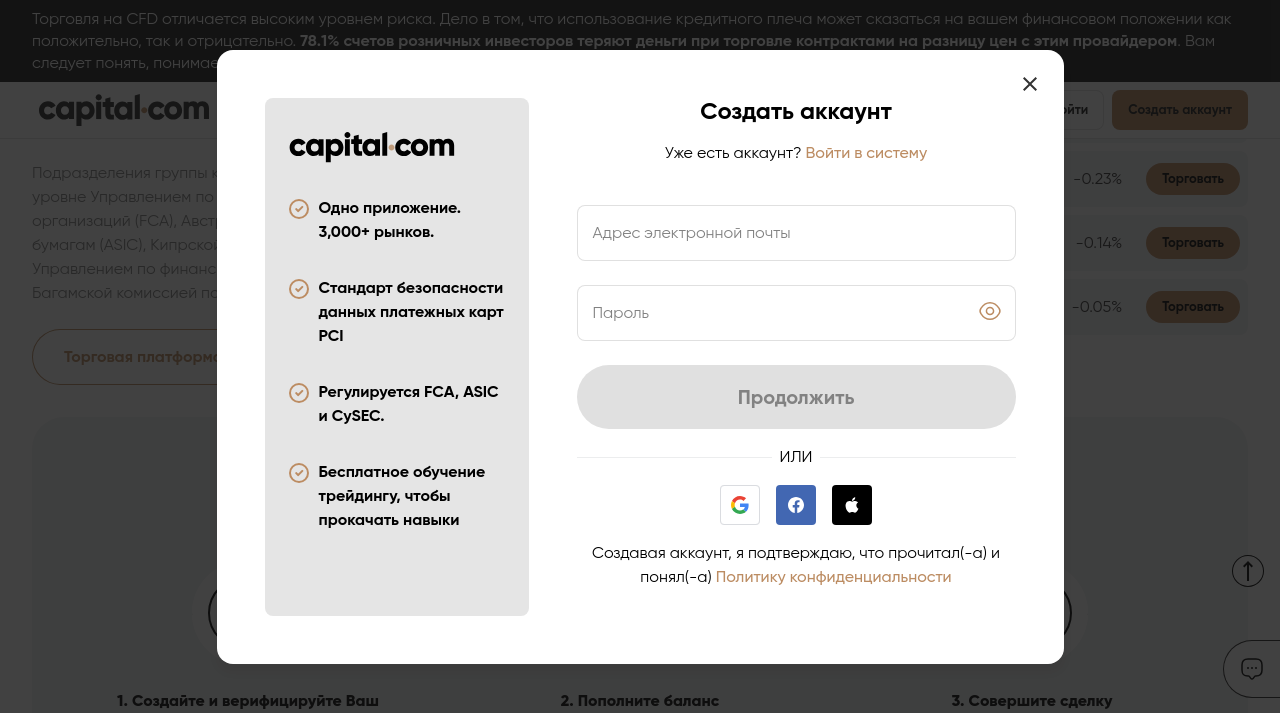 Торговля на CFD отличается высоким уровнем риска. Дело в том, что использование кредитного плеча может сказаться на вашем финансовом положении как
положительно, так и отрицательно. 78.1% счетов розничных инвесторов теряют деньги при торговле контрактами на разницу цен с этим провайдером. Вам
следует понять, понимае
capital.com
Создать аккаунт
Подразделения группы
уровне Управлением по
организаций (FCA), Австр
бумагам (ASIC), Кипрской
Управлением по финанс
Багамской комиссией по
Торговая платформа
-0.23%
Торговать
-0.14%
Торговать
-0.05%
Торговать
capital.com
Одно приложение.
3,000+ рынков.
Стандарт безопасности
данных платежных карт
PCI
Регулируется FCA, ASIC
и CySEC.
Бесплатное обучение
трейдингу, чтобы
прокачать навыки
Создать аккаунт
Уже есть аккаунт? Войти в систему
Адрес электронной почты
Пароль
Продолжить
ИЛИ
Создавая аккаунт, я подтверждаю, что прочитал(-а) и
понял(-а) Политику конфиденциальности
1. Создайте и верифицируйте Ваш
2. Пополните баланс
3. Совершите сделку